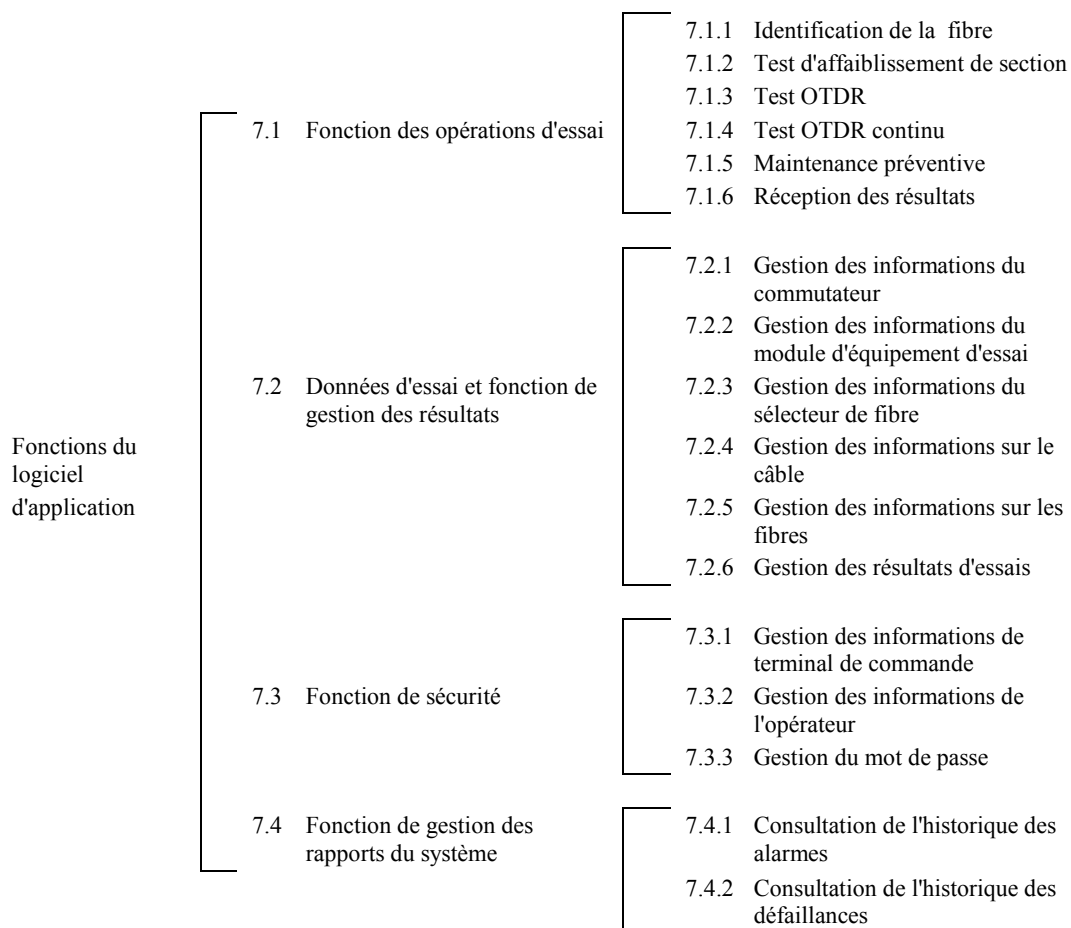 Fonctions du
logiciel
d'application
7.1 Fonction des opérations d'essai
7.1.1 Identification de la fibre
7.1.2 Test d'affaiblissement de section
7.1.3 Test OTDR
7.1.4 Test OTDR continu
7.1.5 Maintenance préventive
7.1.6 Réception des résultats
7.2 Données d'essai et fonction de
gestion des résultats
7.2.1 Gestion des informations du
commutateur
7.2.2 Gestion des informations du
module d'équipement d'essai
7.2.3 Gestion des informations du
sélecteur de fibre
7.2.4 Gestion des informations sur le
câble
7.2.5 Gestion des informations sur les
fibres
7.2.6 Gestion des résultats d'essais
7.3 Fonction de sécurité
7.3.1 Gestion des informations de
terminal de commande
7.3.2 Gestion des informations de
l'opérateur
7.3.3 Gestion du mot de passe
7.4 Fonction de gestion des
rapports du système
7.4.1 Consultation de l'historique des
alarmes
7.4.2 Consultation de l'historique des
défaillances